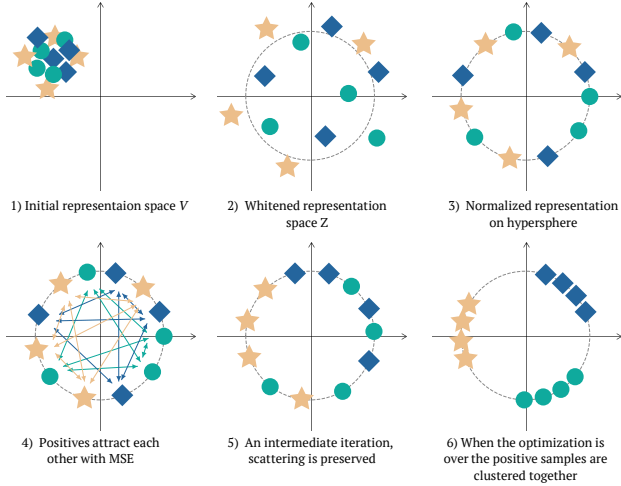 1) Initial representaion space V
2) Whitened representation
space Z
3) Normalized representation
on hypersphere
4) Positives attract each
other with MSE
5) An intermediate iteration,
scattering is preserved
6) When the optimization is
over the positive samples are
clustered together